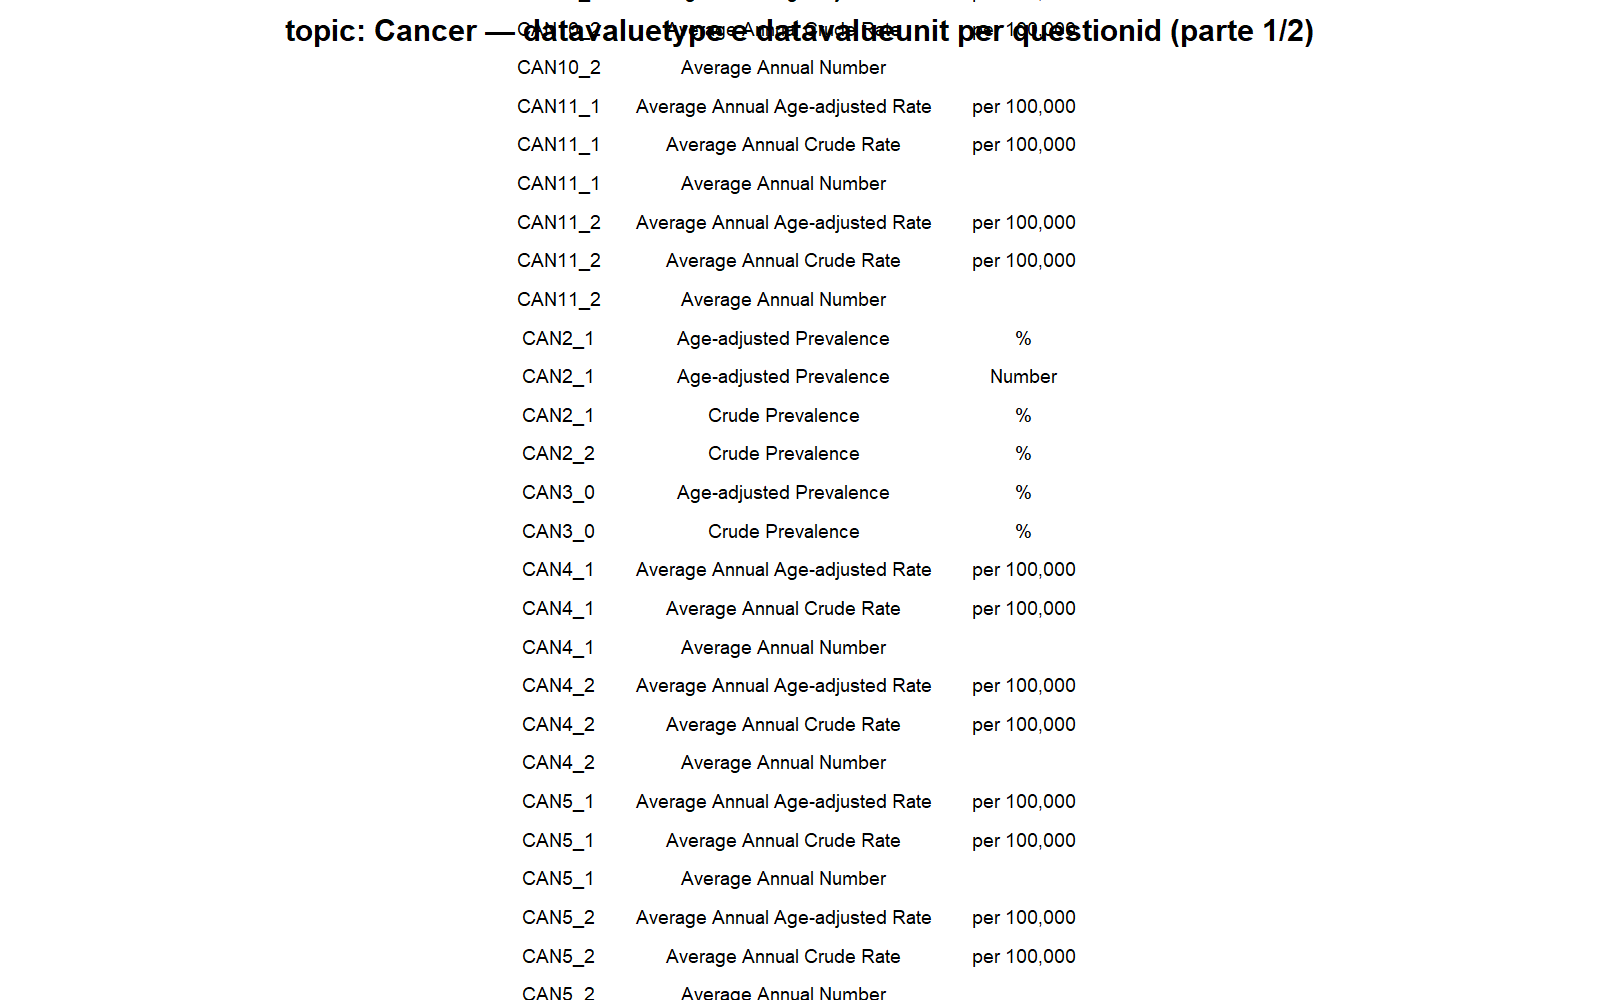 topic: Cancer — datavaluetype e datavalueunit per questionid (parte 1/2)
CAN10_2 Average Annual Crude Rate per 100,000
CAN10_2 Average Annual Number
CAN11_1 Average Annual Age-adjusted Rate per 100,000
CAN11_1 Average Annual Crude Rate per 100,000
CAN11_1 Average Annual Number
CAN11_2 Average Annual Age-adjusted Rate per 100,000
CAN11_2 Average Annual Crude Rate per 100,000
CAN11_2 Average Annual Number
CAN2_1 Age-adjusted Prevalence %
CAN2_1 Age-adjusted Prevalence Number
CAN2_1 Crude Prevalence %
CAN2_2 Crude Prevalence %
CAN3_0 Age-adjusted Prevalence %
CAN3_0 Crude Prevalence %
CAN4_1 Average Annual Age-adjusted Rate per 100,000
CAN4_1 Average Annual Crude Rate per 100,000
CAN4_1 Average Annual Number
CAN4_2 Average Annual Age-adjusted Rate per 100,000
CAN4_2 Average Annual Crude Rate per 100,000
CAN4_2 Average Annual Number
CAN5_1 Average Annual Age-adjusted Rate per 100,000
CAN5_1 Average Annual Crude Rate per 100,000
CAN5_1 Average Annual Number
CAN5_2 Average Annual Age-adjusted Rate per 100,000
CAN5_2 Average Annual Crude Rate per 100,000
CAN5_2 Average Annual Number